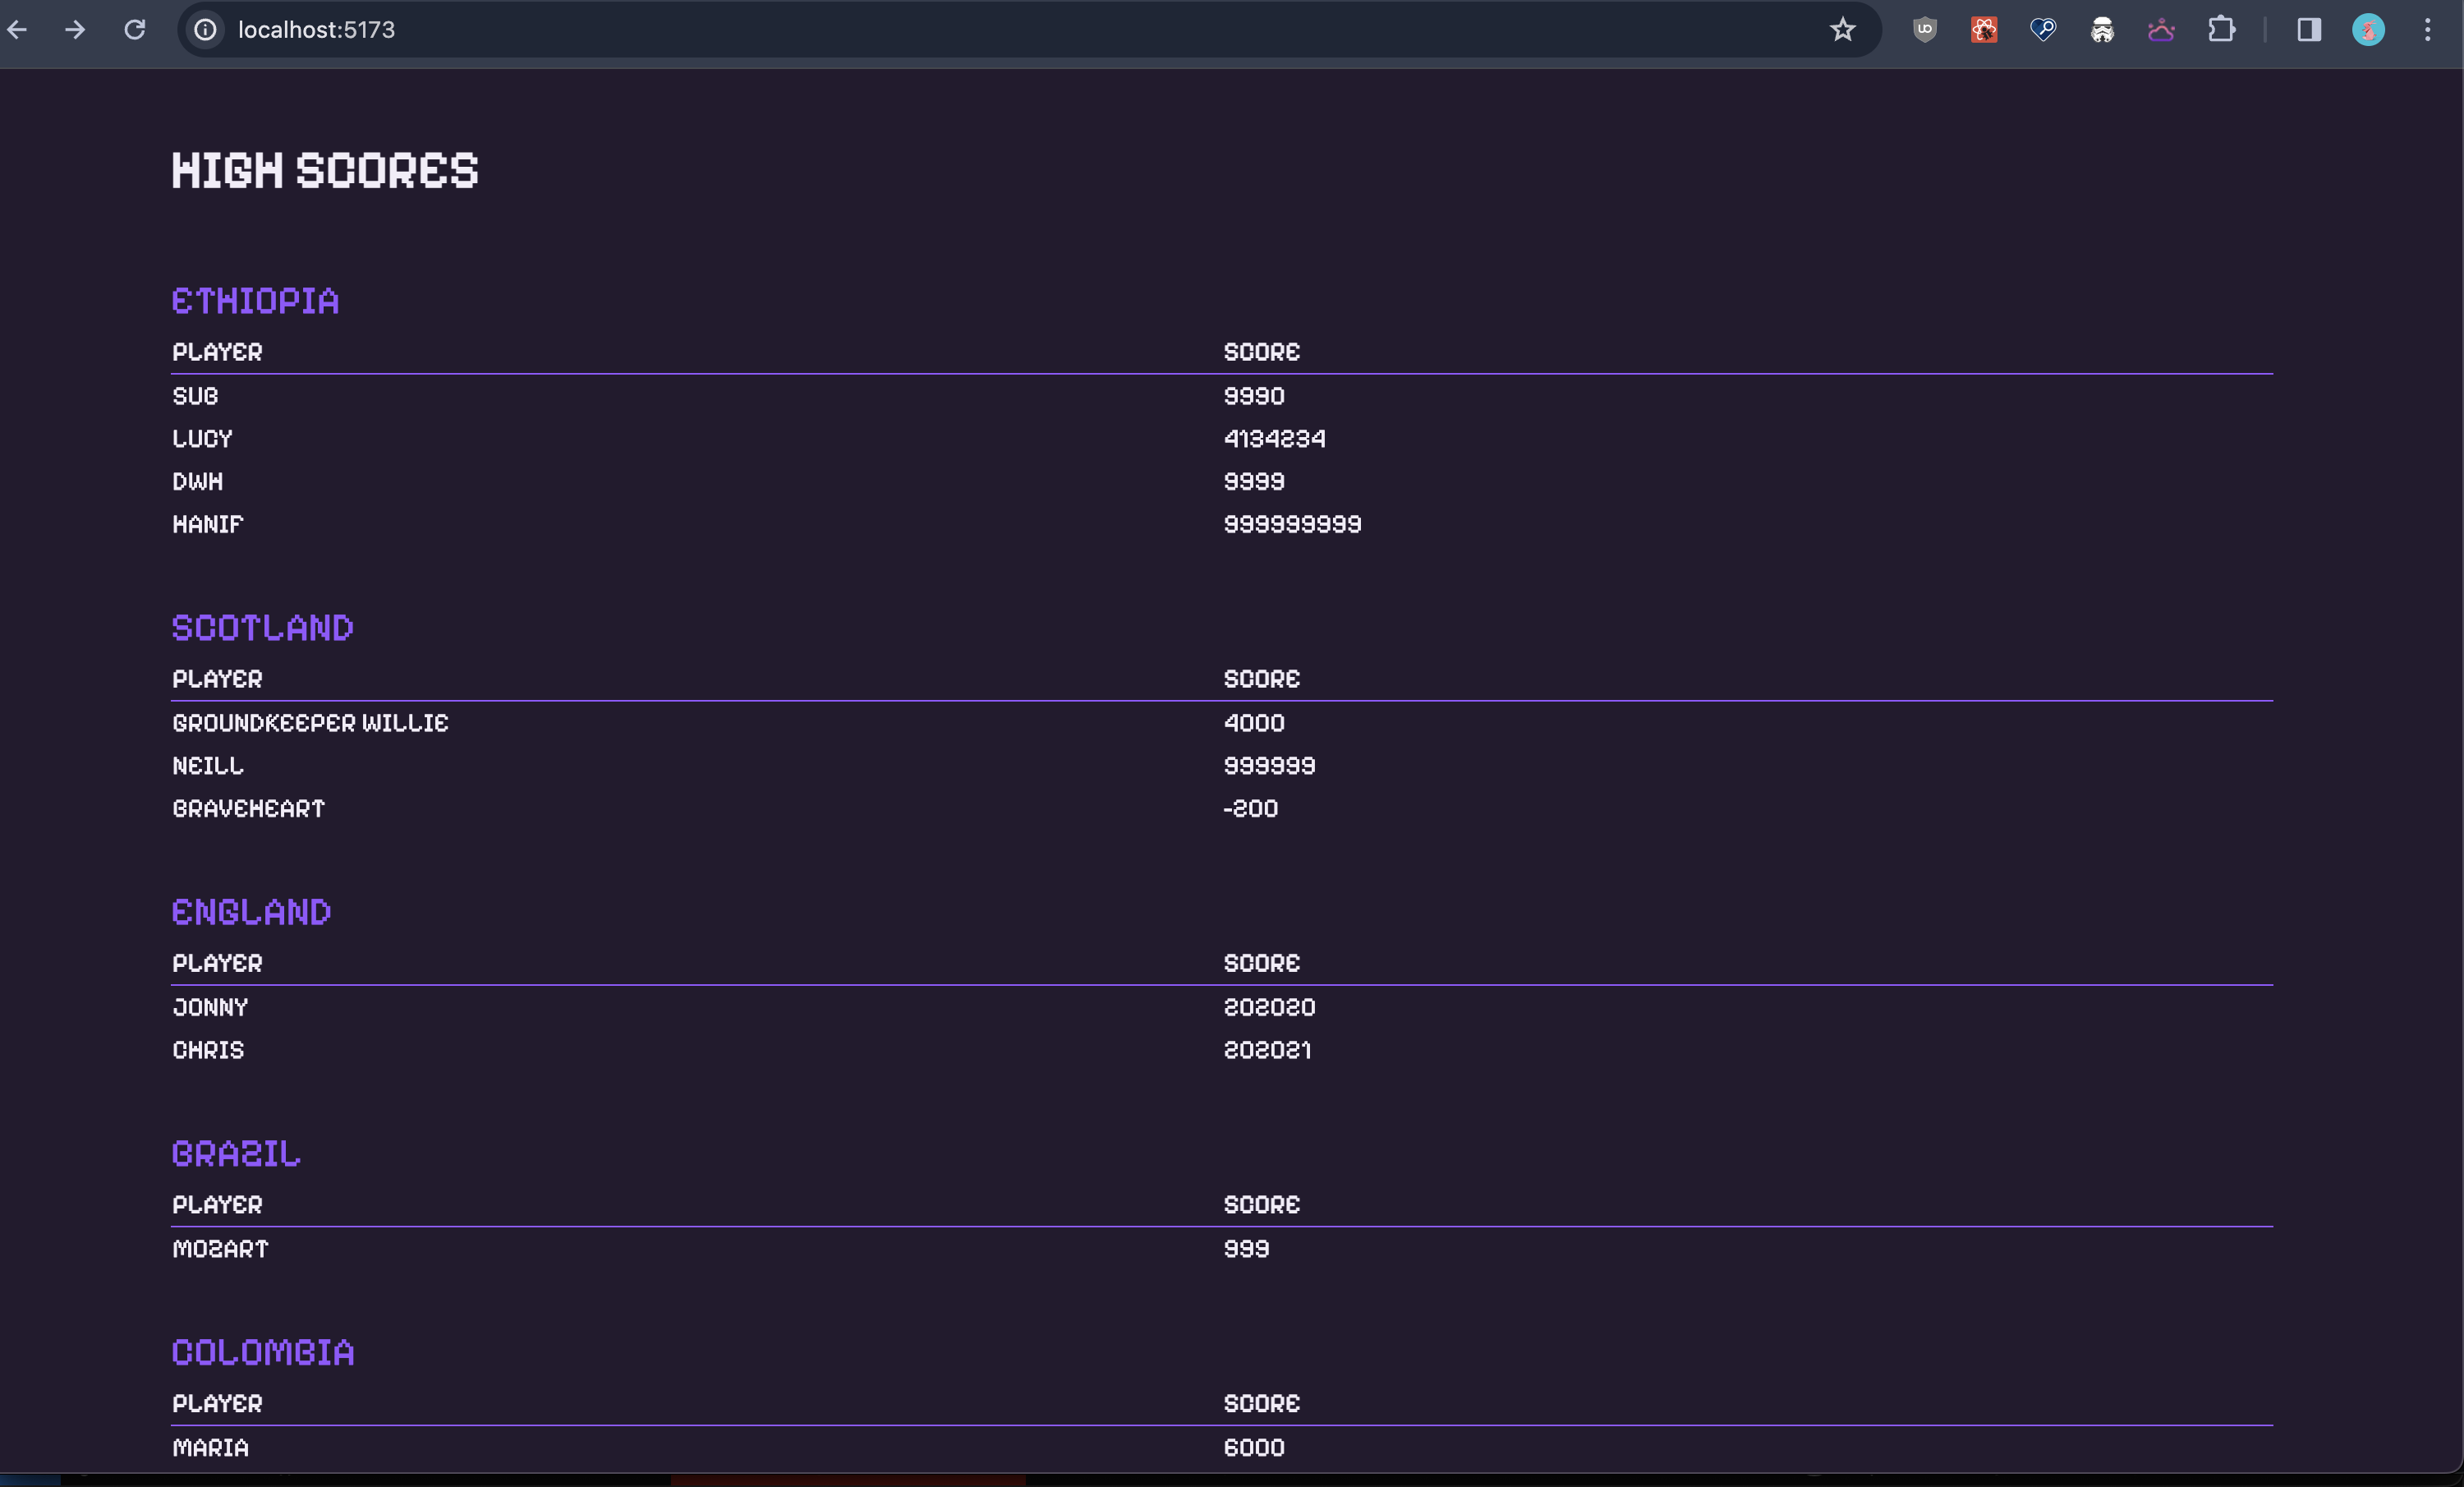 localhost:5173
HIGH SCORES
ETHIOPIA
PLAYER SCORE
SUB 9990
LUCY 4134234
DWH 9999
HANIF 999999999
SCOTLAND
PLAYER SCORE
GROUNDKEEPER WILLIE 4000
NEILL 999999
BRAVEHEART -200
ENGLAND
PLAYER SCORE
JONNY 202020
CHRIS 202021
BRAZIL
PLAYER SCORE
MOZART 999
COLOMBIA
PLAYER SCORE
MARIA 6000